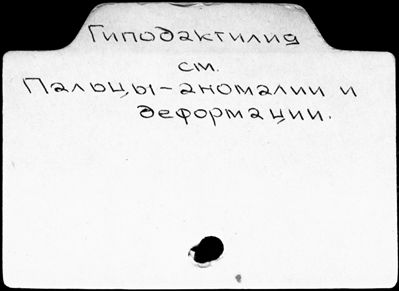 Гиподактилия
см.
Пальцы-аномалии и
деформации.